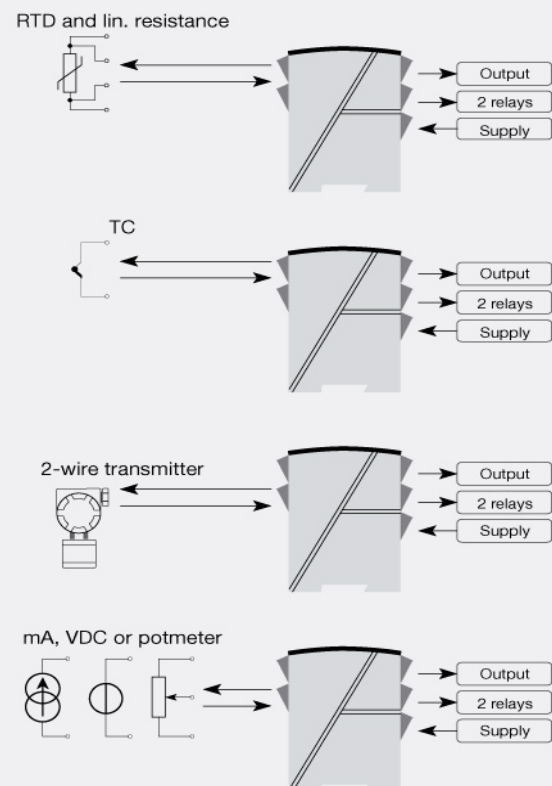 RTD and lin. resistance
Output
2 relays
Supply
TC
Output
2 relays
Supply
2-wire transmitter
Output
2 relays
Supply
mA, VDC or potmeter
Output
2 relays
Supply